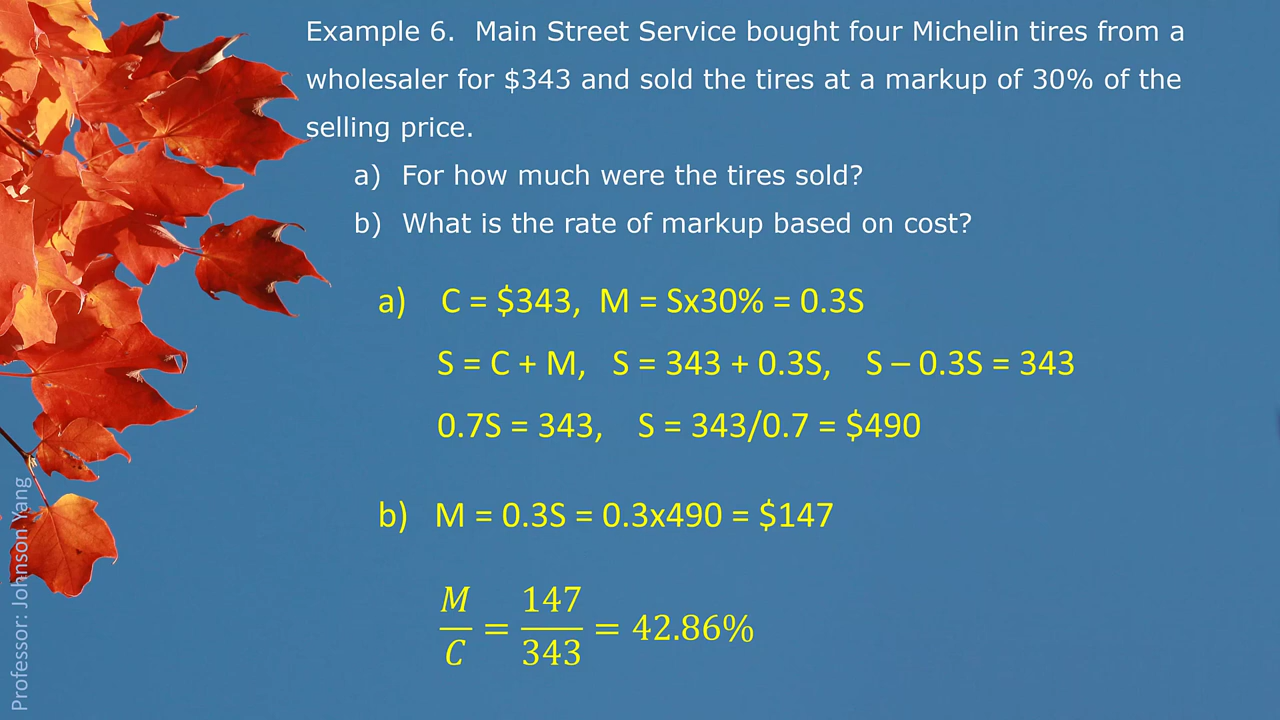 Example 6. Main Street Service bought four Michelin tires from a
wholesaler for $343 and sold the tires at a markup of 30% of the
selling price.
a) For how much were the tires sold?
b) What is the rate of markup based on cost?
a) C = $343, M = Sx30% = 0.3S
S = C + M, S = 343 + 0.3S, S – 0.3S = 343
0.7S = 343, S = 343/0.7 = $490
b) M = 0.3S = 0.3x490 = $147
M/C = 147/343 = 42.86%
Professor: Johnson Yang